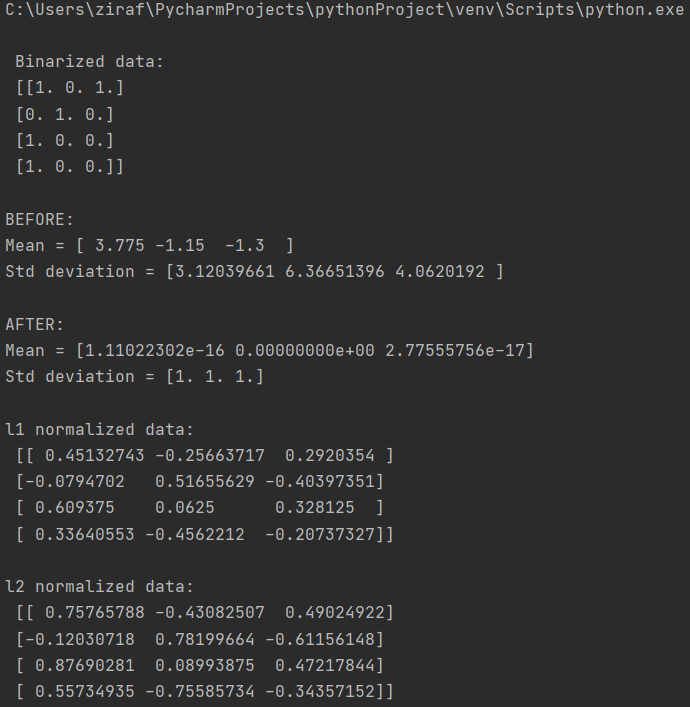 C:\Users\ziraf\PycharmProjects\pythonProject\venv\Scripts\python.exe
Binarized data:
[[1. 0. 1.]
[0. 1. 0.]
[1. 0. 0.]
[1. 0. 0.]]
BEFORE:
Mean = [ 3.775 -1.15  -1.3  ]
Std deviation = [3.12039661 6.36651396 4.0620192 ]
AFTER:
Mean = [1.11022302e-16 0.00000000e+00 2.77555756e-17]
Std deviation = [1. 1. 1.]
l1 normalized data:
[[ 0.45132743 -0.25663717  0.2920354 ]
[-0.0794702   0.51655629 -0.40397351]
[ 0.609375    0.0625      0.328125  ]
[ 0.33640553 -0.4562212  -0.20737327]]
l2 normalized data:
[[ 0.75765788 -0.43082507  0.49024922]
[-0.12030718  0.78199664 -0.61156148]
[ 0.87690281  0.08993875  0.47217844]
[ 0.55734935 -0.75585734 -0.34357152]]